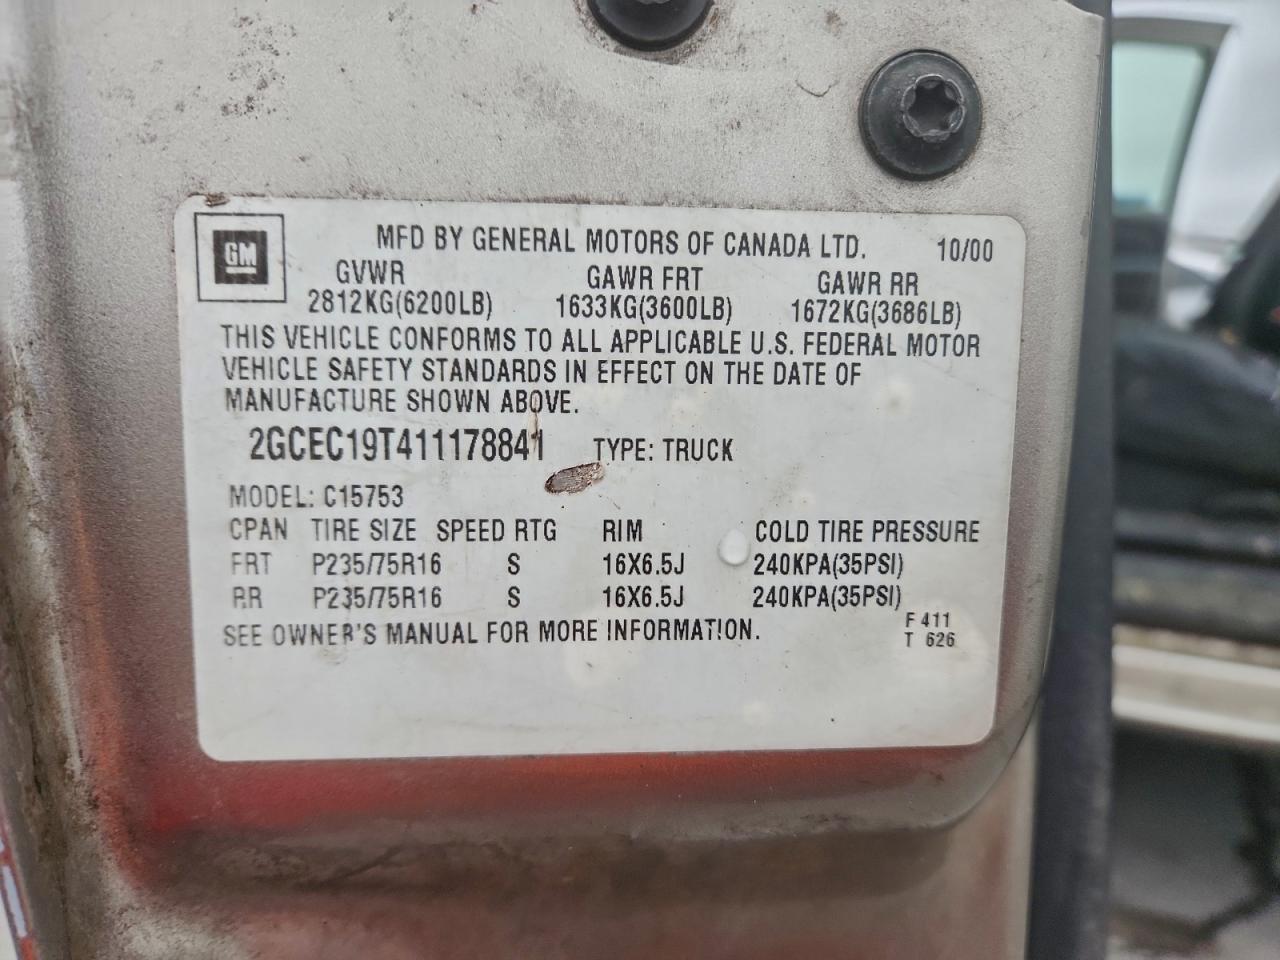 GM
MFD BY GENERAL MOTORS OF CANADA LTD. 10/00
GVWR GAWR FRT GAWR RR
2812KG(6200LB) 1633KG(3600LB) 1672KG(3686LB)
THIS VEHICLE CONFORMS TO ALL APPLICABLE U.S. FEDERAL MOTOR
VEHICLE SAFETY STANDARDS IN EFFECT ON THE DATE OF
MANUFACTURE SHOWN ABOVE.
2GCEC19T411178841 TYPE: TRUCK
MODEL: C15753
CPAN TIRE SIZE SPEED RTG RIM COLD TIRE PRESSURE
FRT P235/75R16 S 16X6.5J 240KPA(35PSI)
RR P235/75R16 S 16X6.5J 240KPA(35PSI)
SEE OWNER'S MANUAL FOR MORE INFORMATION.
F 411
T 626